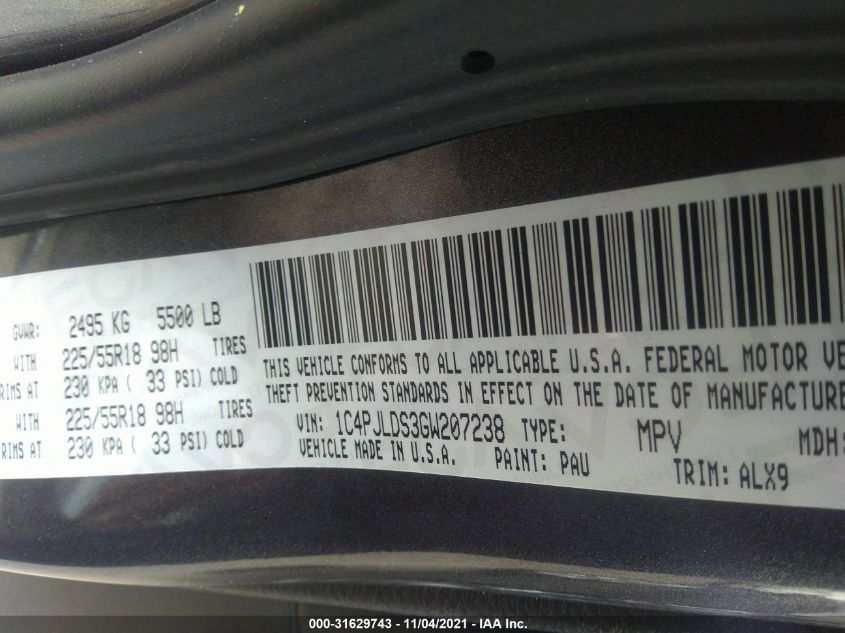 GVWR: 2495 KG 5500 LB
WITH 225/55R18 98H TIRES
RIMS AT 230 KPA ( 33 PSI) COLD
WITH 225/55R18 98H TIRES
RIMS AT 230 KPA ( 33 PSI) COLD
THIS VEHICLE CONFORMS TO ALL APPLICABLE U.S.A. FEDERAL MOTOR VE
THEFT PREVENTION STANDARDS IN EFFECT ON THE DATE OF MANUFACTURE
VIN: 1C4PJLDS3GW207238 TYPE: MPV MDH:
VEHICLE MADE IN U.S.A. PAINT: PAU TRIM: ALX9
000-31629743 - 11/04/2021 - IAA Inc.